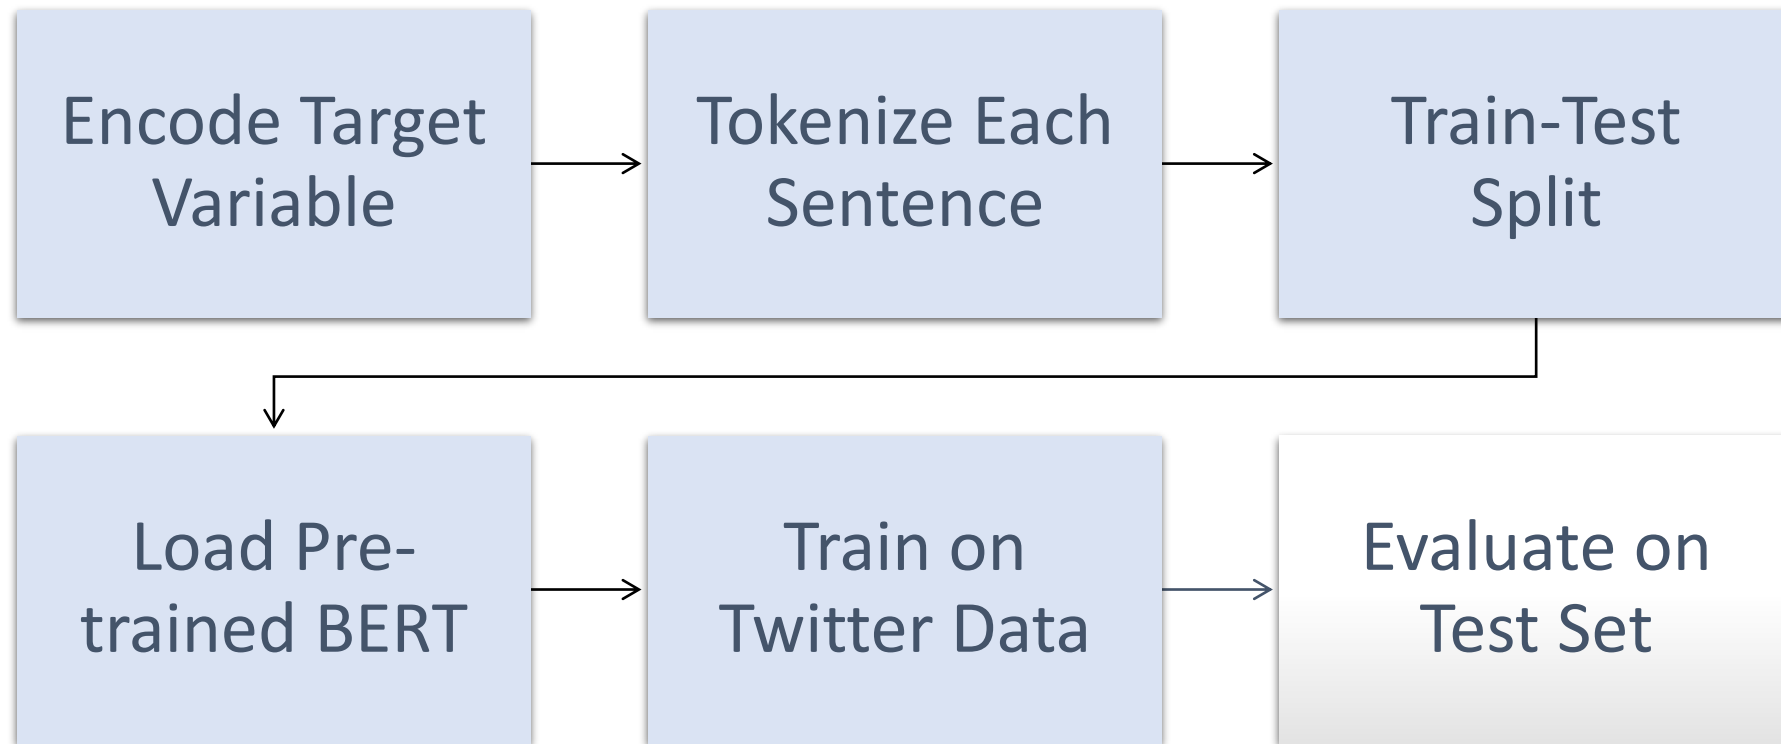 Encode Target
Variable
Tokenize Each
Sentence
Train-Test
Split
Load Pre-
trained BERT
Train on
Twitter Data
Evaluate on
Test Set